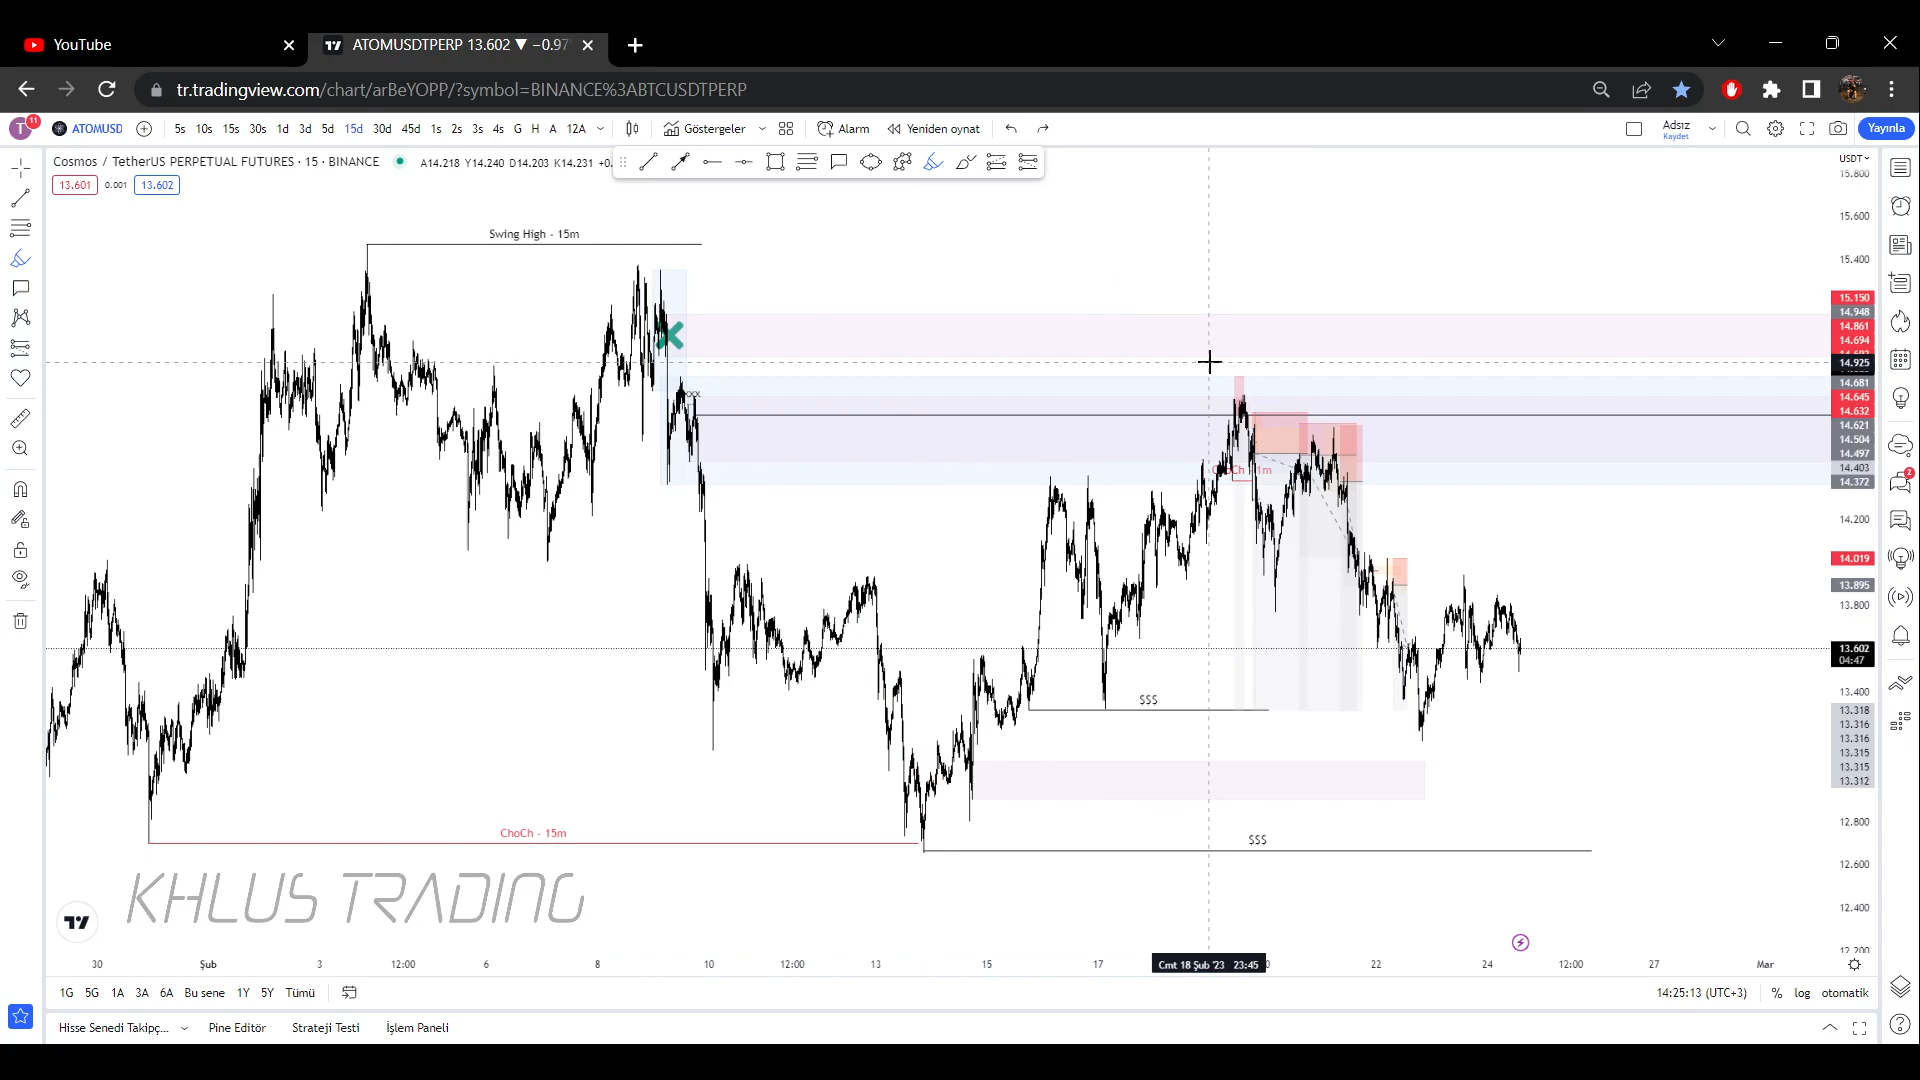 YouTube
ATOMUSDTPERP 13.602 ▼ −0.97
tr.tradingview.com/chart/arBeYOPP/?symbol=BINANCE%3ABTCUSDTPERP
T 11 ATOMUSD 5s 10s 15s 30s 1d 3d 5d 15d 30d 45d 1s 2s 3s 4s G H A 12A Göstergeler Alarm Yeniden oynat Adsız Kaydet Yayınla
Cosmos / TetherUS PERPETUAL FUTURES · 15 · BINANCE A14.218 Y14.240 D14.203 K14.231 +0.
USDT
13.601 0.001 13.602
15.800
15.600
Swing High - 15m
15.400
15.150
14.948
14.861
14.694
14.925
14.681
xxx
14.645
14.632
14.621
14.504
14.497
14.403
14.372
14.200
14.019
13.895
13.800
13.602
04:47
13.400
$$$
13.318
13.316
13.316
13.315
13.315
13.312
12.800
ChoCh - 15m
$$$
12.600
KHLUS TRADING
12.400
12.200
30 Şub 3 12:00 6 8 10 12:00 13 15 17 Cmt 18 Şub '23 23:45 22 24 12:00 27 Mar
1G 5G 1A 3A 6A Bu sene 1Y 5Y Tümü 14:25:13 (UTC+3) % log otomatik
Hisse Senedi Takipç... Pine Editör Strateji Testi İşlem Paneli
2